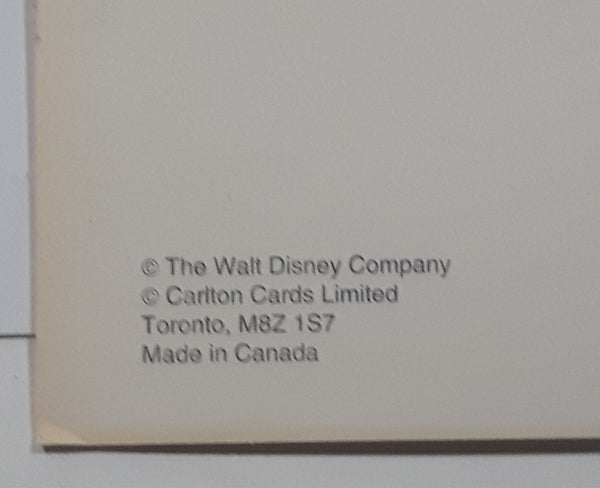 © The Walt Disney Company
© Carlton Cards Limited
Toronto, M8Z 1S7
Made in Canada